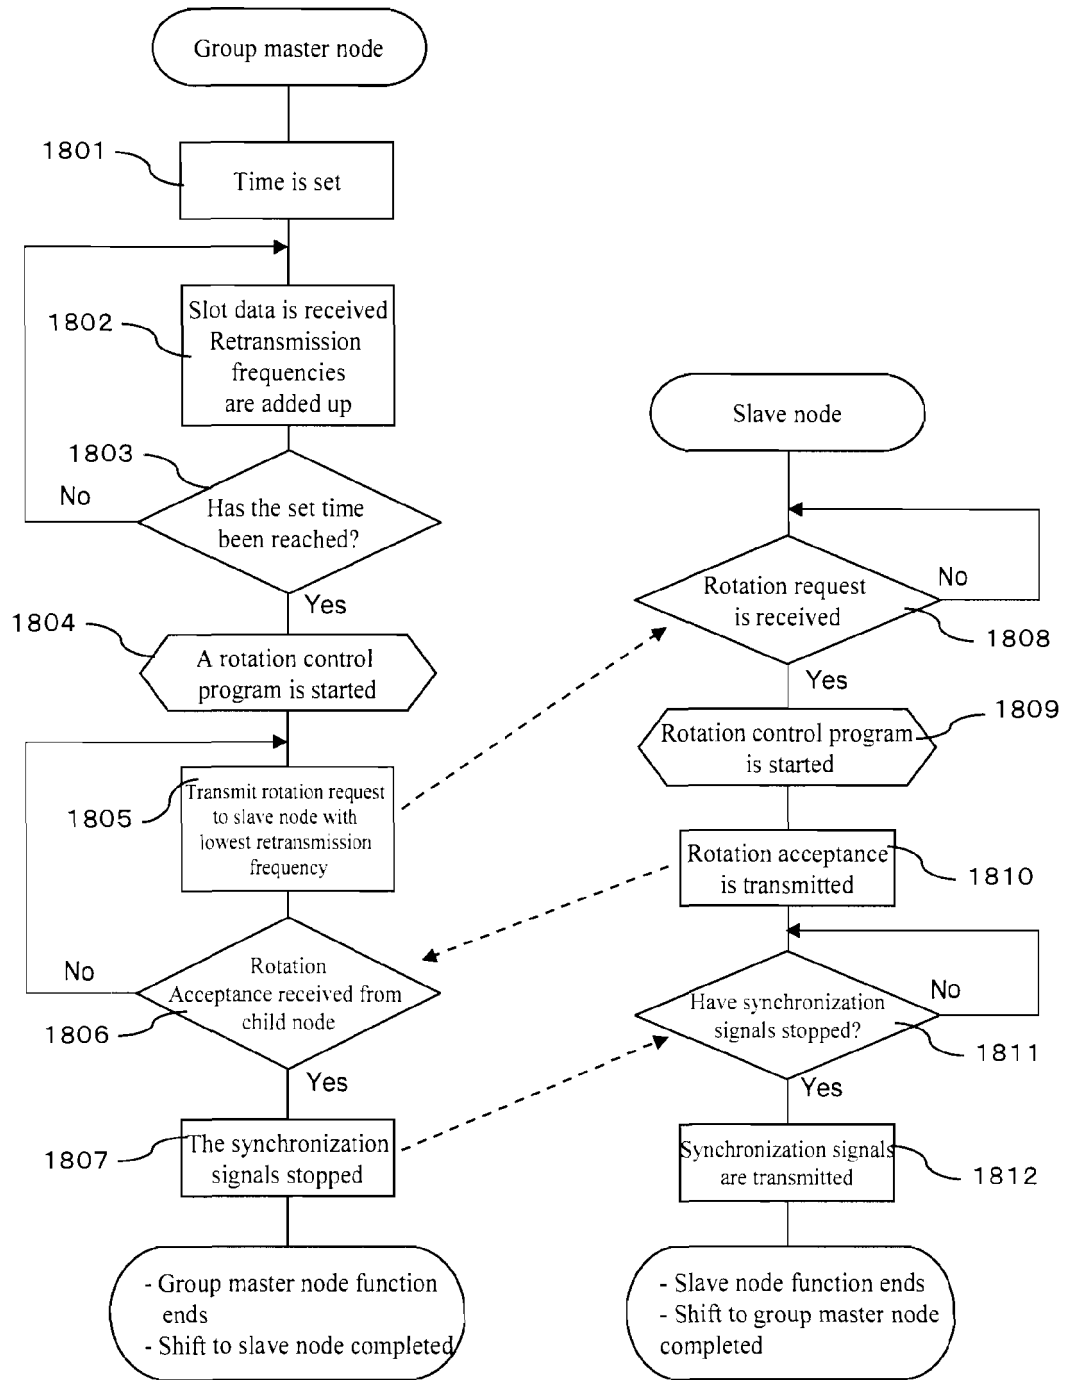 Group master node
1801
Time is set
1802
Slot data is received
Retransmission
frequencies
are added up
1803
No
Has the set time
been reached?
Yes
1804
A rotation control
program is started
1805
Transmit rotation request
to slave node with
lowest retransmission
frequency
No
Rotation
Acceptance received from
child node
1806
Yes
1807
The synchronization
signals stopped
- Group master node function
ends
- Shift to slave node completed
Slave node
Rotation request
is received
No
1808
Yes
1809
Rotation control program
is started
Rotation acceptance
is transmitted
1810
Have synchronization
signals stopped?
No
1811
Yes
Synchronization signals
are transmitted
1812
- Slave node function ends
- Shift to group master node
completed